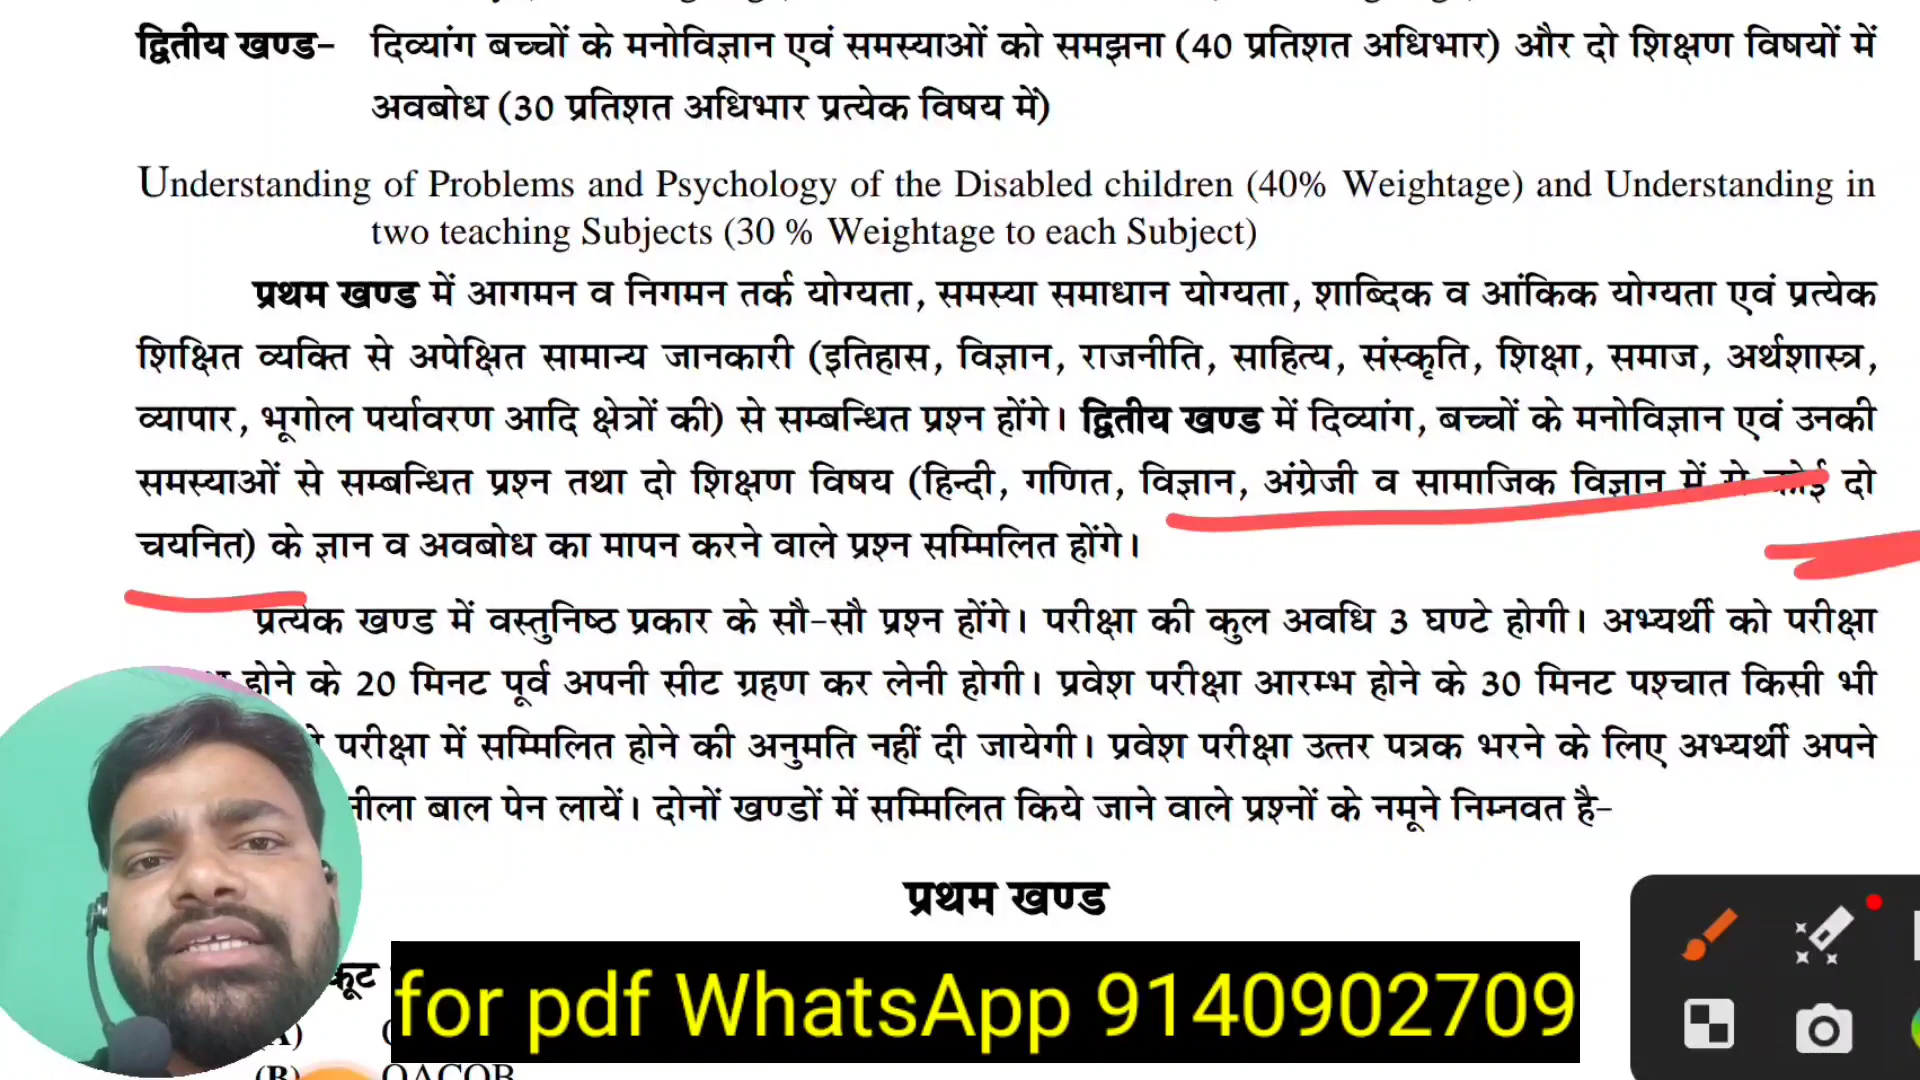 द्वितीय खण्ड- दिव्यांग बच्चों के मनोविज्ञान एवं समस्याओं को समझना (40 प्रतिशत अधिभार) और दो शिक्षण विषयों में
अवबोध (30 प्रतिशत अधिभार प्रत्येक विषय में)
Understanding of Problems and Psychology of the Disabled children (40% Weightage) and Understanding in
two teaching Subjects (30 % Weightage to each Subject)
प्रथम खण्ड में आगमन व निगमन तर्क योग्यता, समस्या समाधान योग्यता, शाब्दिक व आंकिक योग्यता एवं प्रत्येक
शिक्षित व्यक्ति से अपेक्षित सामान्य जानकारी (इतिहास, विज्ञान, राजनीति, साहित्य, संस्कृति, शिक्षा, समाज, अर्थशास्त्र,
व्यापार, भूगोल पर्यावरण आदि क्षेत्रों की) से सम्बन्धित प्रश्न होंगे। द्वितीय खण्ड में दिव्यांग, बच्चों के मनोविज्ञान एवं उनकी
समस्याओं से सम्बन्धित प्रश्न तथा दो शिक्षण विषय (हिन्दी, गणित, विज्ञान, अंग्रेजी व सामाजिक विज्ञान में से कोई दो
चयनित) के ज्ञान व अवबोध का मापन करने वाले प्रश्न सम्मिलित होंगे।
प्रत्येक खण्ड में वस्तुनिष्ठ प्रकार के सौ-सौ प्रश्न होंगे। परीक्षा की कुल अवधि 3 घण्टे होगी। अभ्यर्थी को परीक्षा
होने के 20 मिनट पूर्व अपनी सीट ग्रहण कर लेनी होगी। प्रवेश परीक्षा आरम्भ होने के 30 मिनट पश्चात किसी भी
परीक्षा में सम्मिलित होने की अनुमति नहीं दी जायेगी। प्रवेश परीक्षा उत्तर पत्रक भरने के लिए अभ्यर्थी अपने
नीला बाल पेन लायें। दोनों खण्डों में सम्मिलित किये जाने वाले प्रश्नों के नमूने निम्नवत है-
प्रथम खण्ड
कूट
for pdf WhatsApp 9140902709
(A)
(B) OACOB